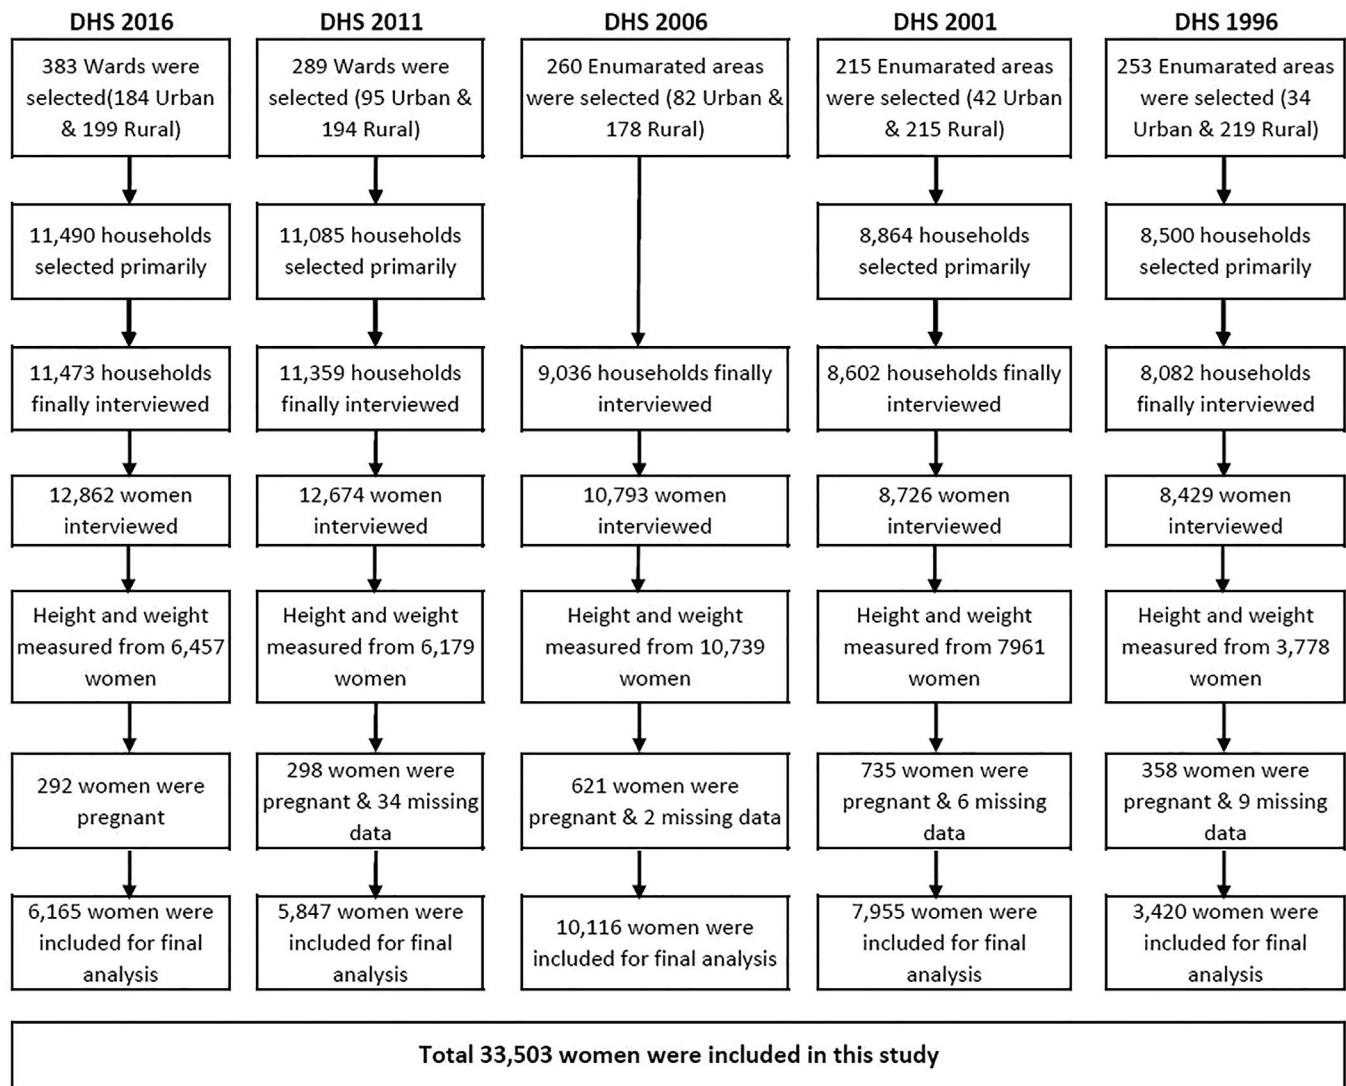 DHS 2016
383 Wards were
selected(184 Urban
& 199 Rural)
11,490 households
selected primarily
11,473 households
finally interviewed
12,862 women
interviewed
Height and weight
measured from 6,457
women
292 women were
pregnant
6,165 women were
included for final
analysis
DHS 2011
289 Wards were
selected (95 Urban &
194 Rural)
11,085 households
selected primarily
11,359 households
finally interviewed
12,674 women
interviewed
Height and weight
measured from 6,179
women
298 women were
pregnant & 34 missing
data
5,847 women were
included for final
analysis
DHS 2006
260 Enumarated areas
were selected (82 Urban &
178 Rural)
9,036 households finally
interviewed
10,793 women
interviewed
Height and weight
measured from 10,739
women
621 women were
pregnant & 2 missing data
10,116 women were
included for final analysis
DHS 2001
215 Enumarated areas
were selected (42 Urban
& 215 Rural)
8,864 households
selected primarily
8,602 households finally
interviewed
8,726 women
interviewed
Height and weight
measured from 7961
women
735 women were
pregnant & 6 missing
data
7,955 women were
included for final
analysis
DHS 1996
253 Enumarated areas
were selected (34
Urban & 219 Rural)
8,500 households
selected primarily
8,082 households
finally interviewed
8,429 women
interviewed
Height and weight
measured from 3,778
women
358 women were
pregnant & 9 missing
data
3,420 women were
included for final
analysis
Total 33,503 women were included in this study